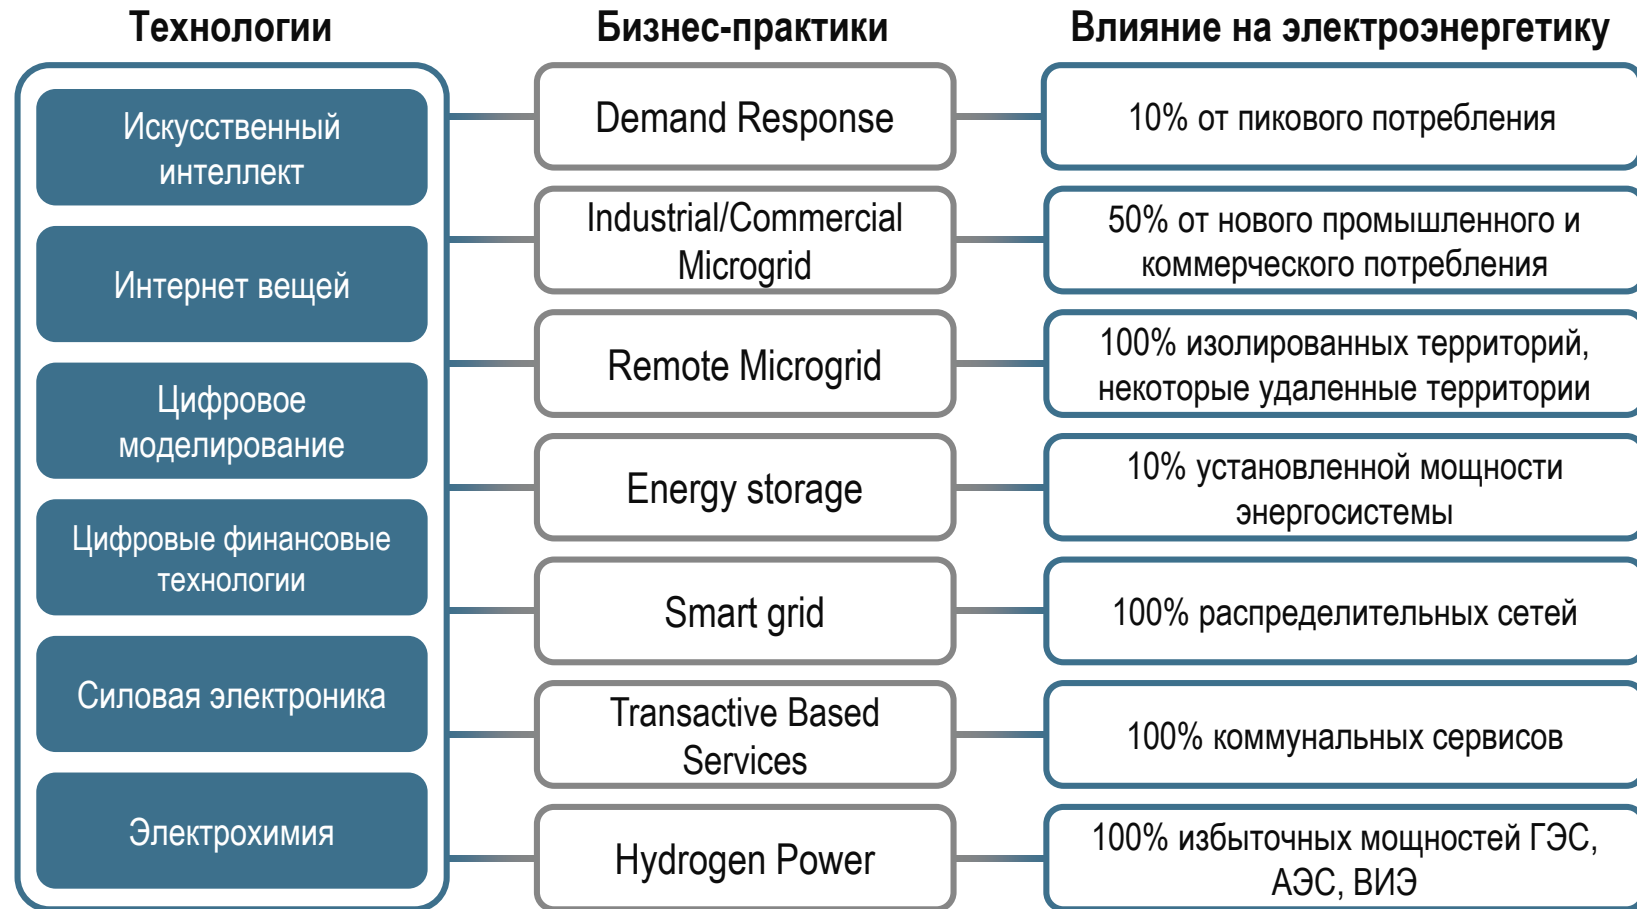 Технологии
Искусственный
интеллект
Интернет вещей
Цифровое
моделирование
Цифровые финансовые
технологии
Силовая электроника
Электрохимия
Бизнес-практики
Demand Response
Industrial/Commercial
Microgrid
Remote Microgrid
Energy storage
Smart grid
Transactive Based
Services
Hydrogen Power
Влияние на электроэнергетику
10% от пикового потребления
50% от нового промышленного и
коммерческого потребления
100% изолированных территорий,
некоторые удаленные территории
10% установленной мощности
энергосистемы
100% распределительных сетей
100% коммунальных сервисов
100% избыточных мощностей ГЭС,
АЭС, ВИЭ